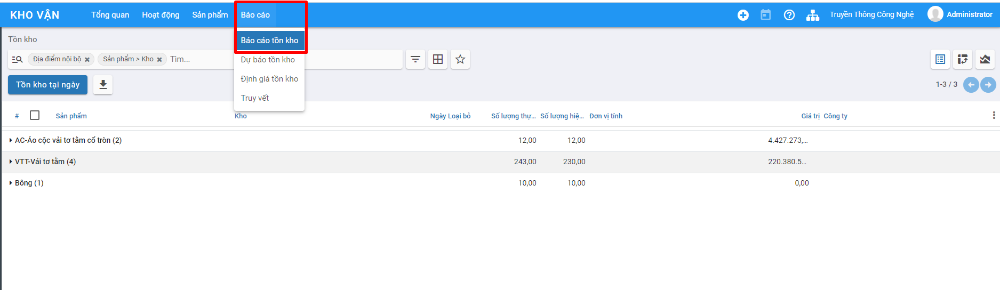 KHO VẬN Tổng quan Hoạt động Sản phẩm Báo cáo Truyền Thông Công Nghệ Administrator
Tồn kho
Báo cáo tồn kho
Địa điểm nội bộ Sản phẩm > Kho Tìm...
Dự báo tồn kho
Định giá tồn kho
Truy vết
Tồn kho tại ngày 1-3 / 3
# Sản phẩm Kho Ngày Loại bỏ Số lượng thự... Số lượng hiệ... Đơn vị tính Giá trị Công ty
AC-Áo cộc vải tơ tằm cổ tròn (2) 12,00 12,00 4.427.273,...
VTT-Vải tơ tằm (4) 243,00 230,00 220.380.5...
Bông (1) 10,00 10,00 0,00